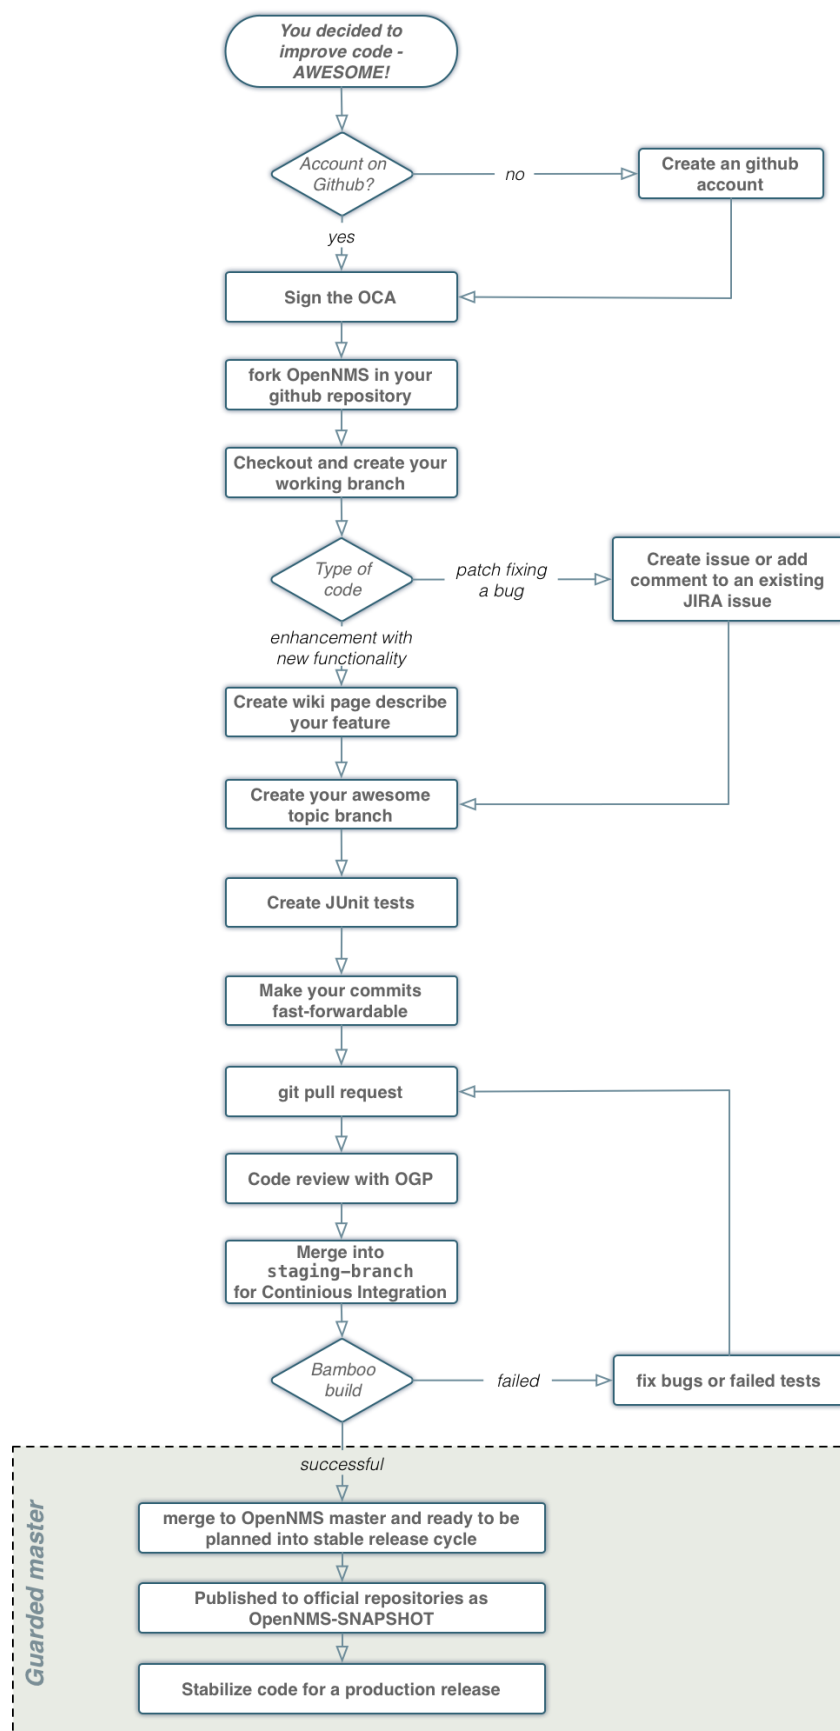 You decided to
improve code -
AWESOME!
Account on
Github?
no
Create an github
account
yes
Sign the OCA
fork OpenNMS in your
github repository
Checkout and create your
working branch
Type of
code
patch fixing
a bug
Create issue or add
comment to an existing
JIRA issue
enhancement with
new functionality
Create wiki page describe
your feature
Create your awesome
topic branch
Create JUnit tests
Make your commits
fast-forwardable
git pull request
Code review with OGP
Merge into
staging-branch
for Continious Integration
Bamboo
build
failed
fix bugs or failed tests
successful
Guarded master
merge to OpenNMS master and ready to be
planned into stable release cycle
Published to official repositories as
OpenNMS-SNAPSHOT
Stabilize code for a production release